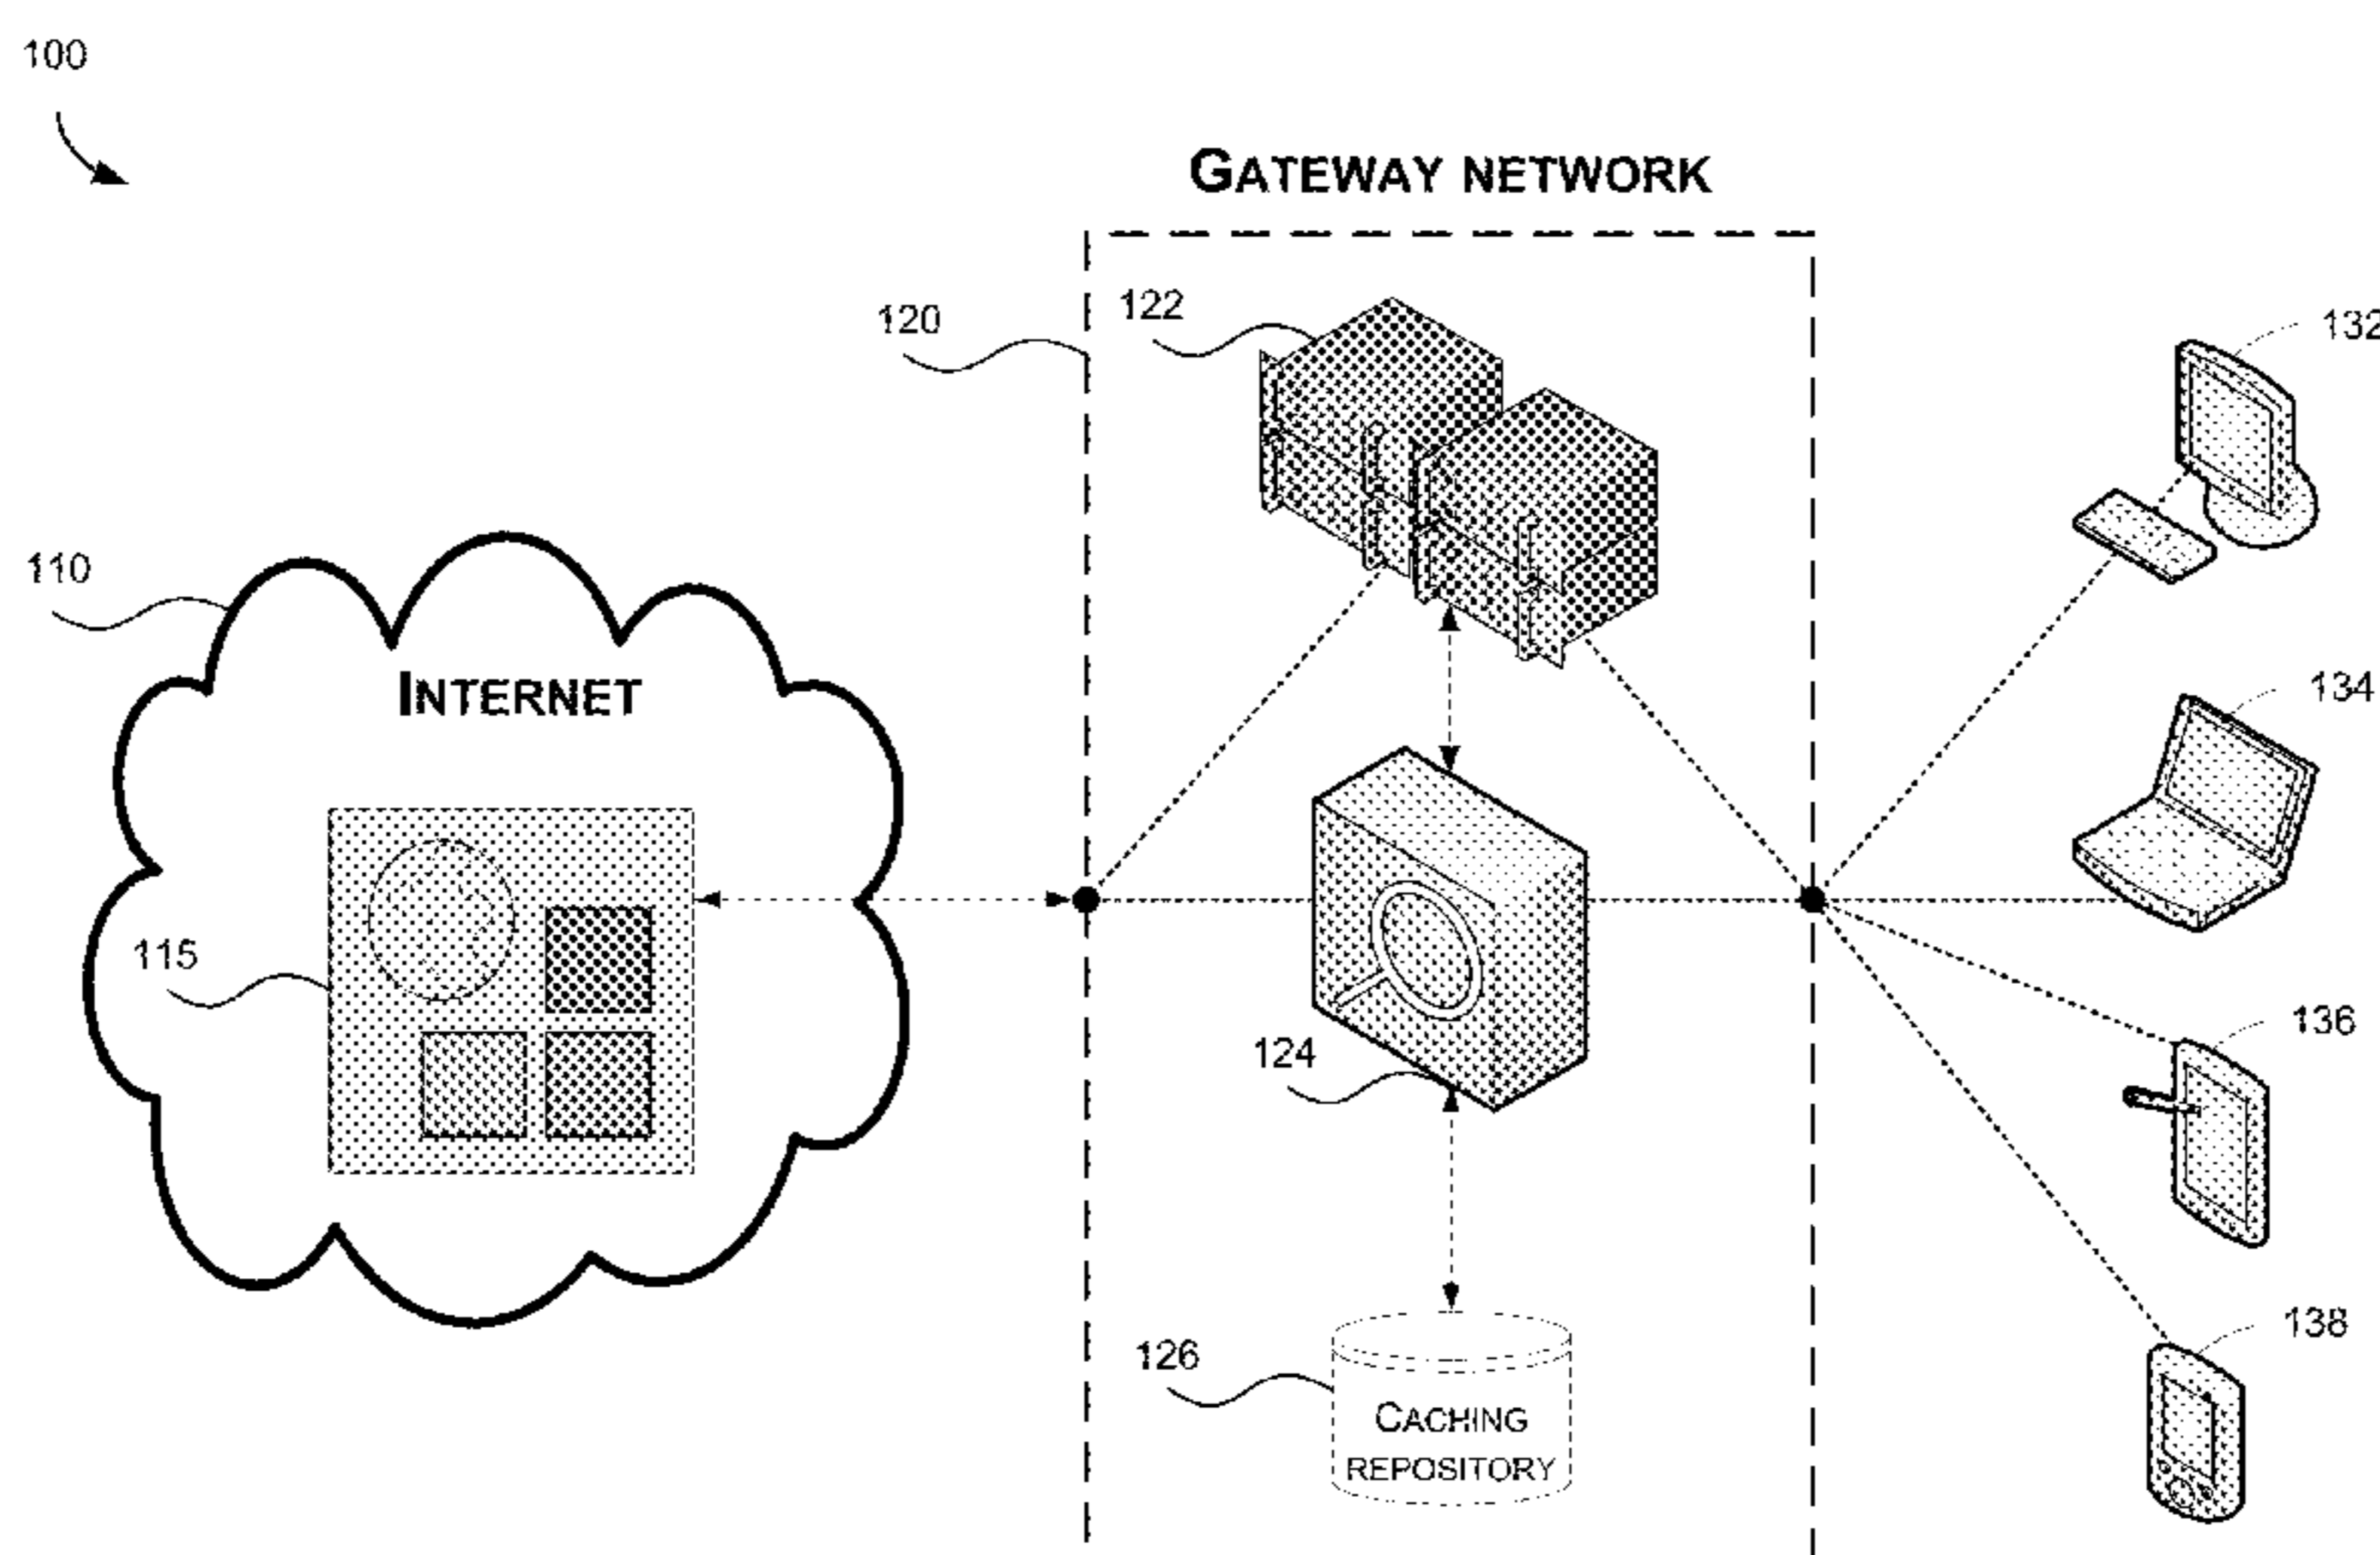 100
GATEWAY NETWORK
120
122
132
110
INTERNET
134
115
124
136
126
CACHING
REPOSITORY
138